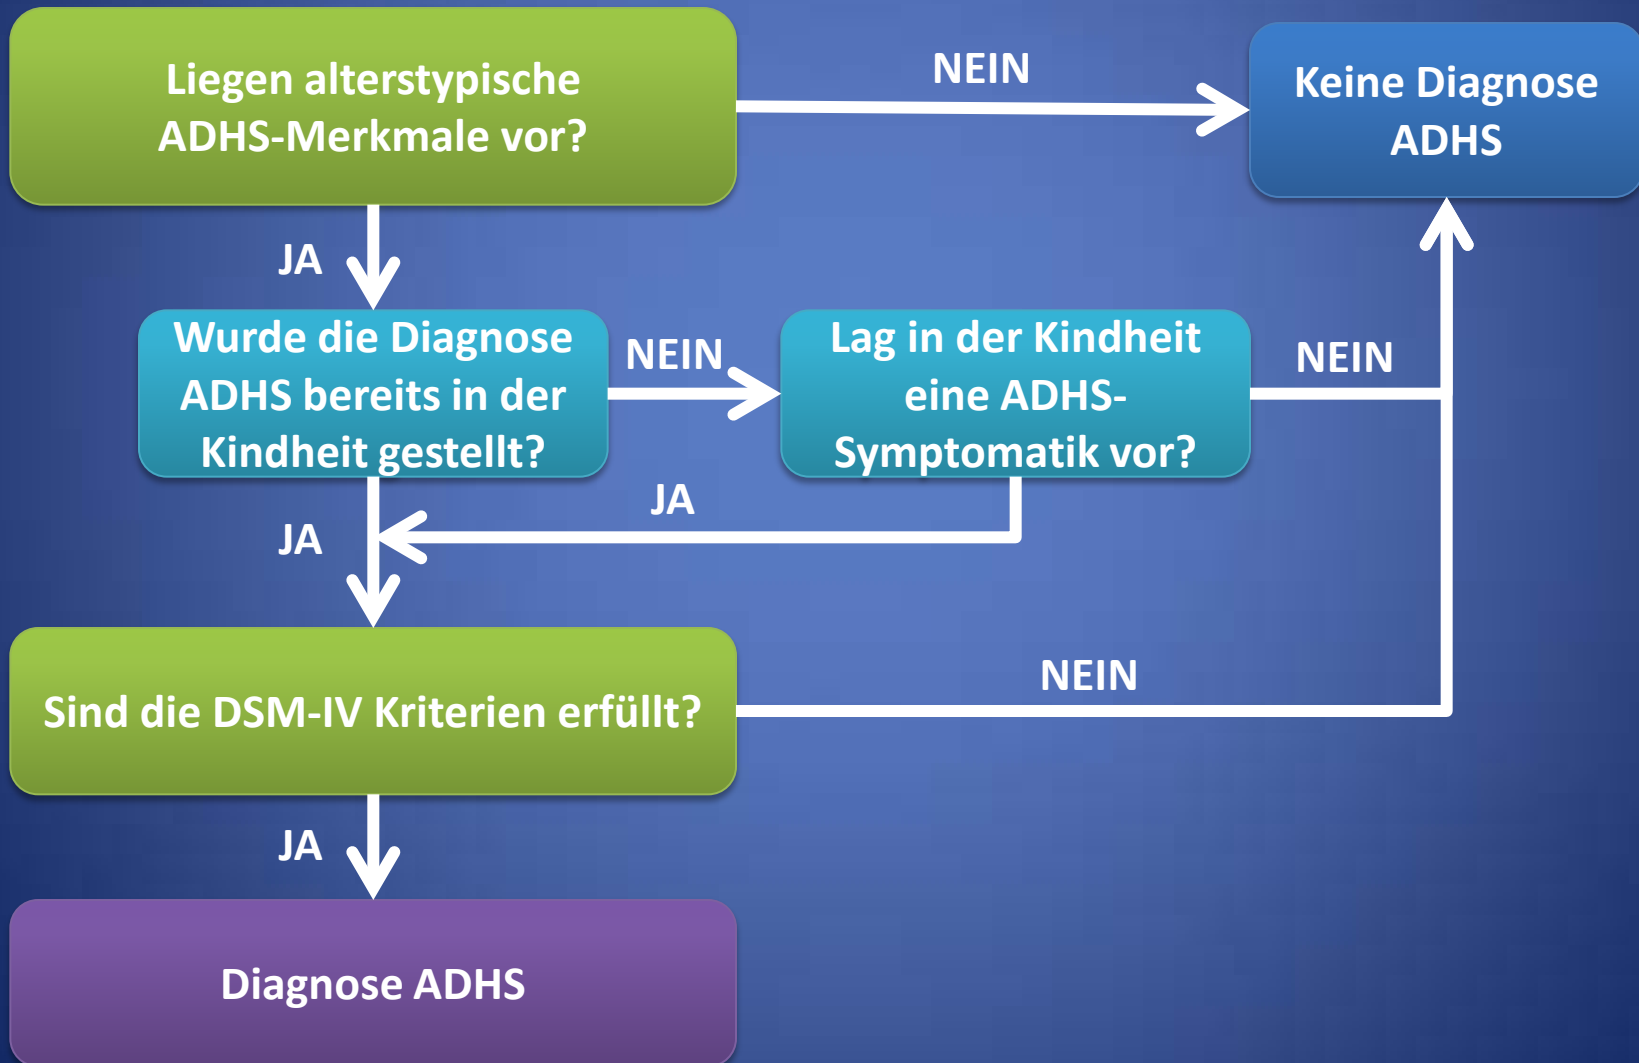 Liegen alterstypische
ADHS-Merkmale vor?
NEIN
Keine Diagnose
ADHS
JA
Wurde die Diagnose
ADHS bereits in der
Kindheit gestellt?
NEIN
Lag in der Kindheit
eine ADHS-
Symptomatik vor?
NEIN
JA
JA
Sind die DSM-IV Kriterien erfüllt?
NEIN
JA
Diagnose ADHS